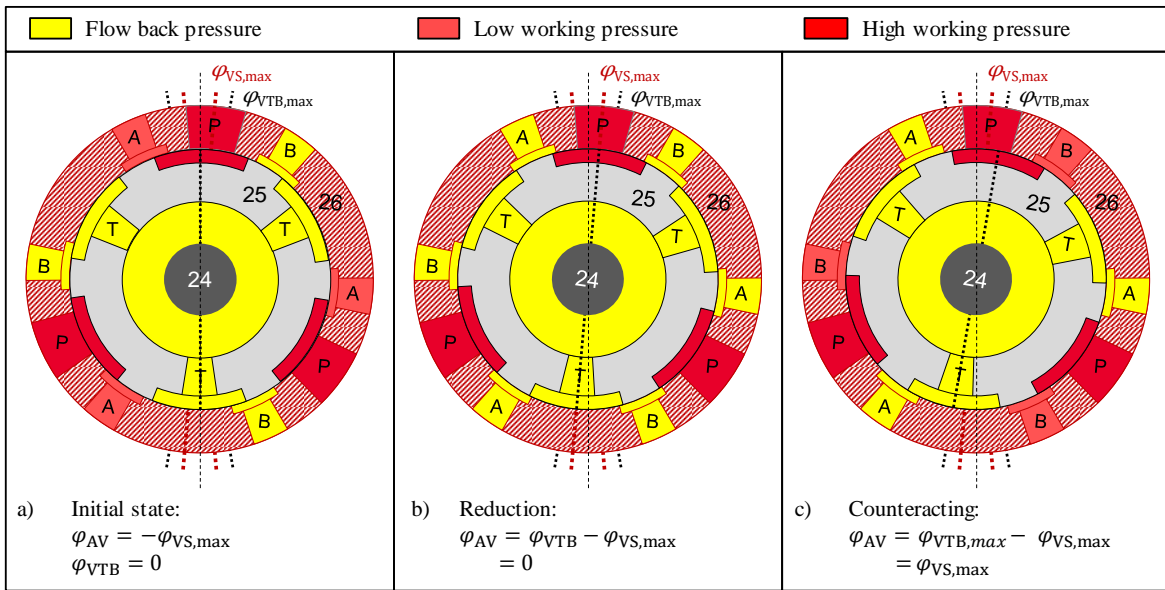 Flow back pressure
Low working pressure
High working pressure
φVS,max
φVTB,max
P
A
B
25
26
T
T
B
24
A
P
P
T
A
B
a) Initial state:
φAV = −φVS,max
φVTB = 0
φVS,max
φVTB,max
P
A
B
25
26
T
T
B
24
A
P
P
T
A
B
b) Reduction:
φAV = φVTB − φVS,max
= 0
φVS,max
φVTB,max
P
A
B
25
26
T
T
B
24
A
P
P
T
A
B
c) Counteracting:
φAV = φVTB,max − φVS,max
= φVS,max